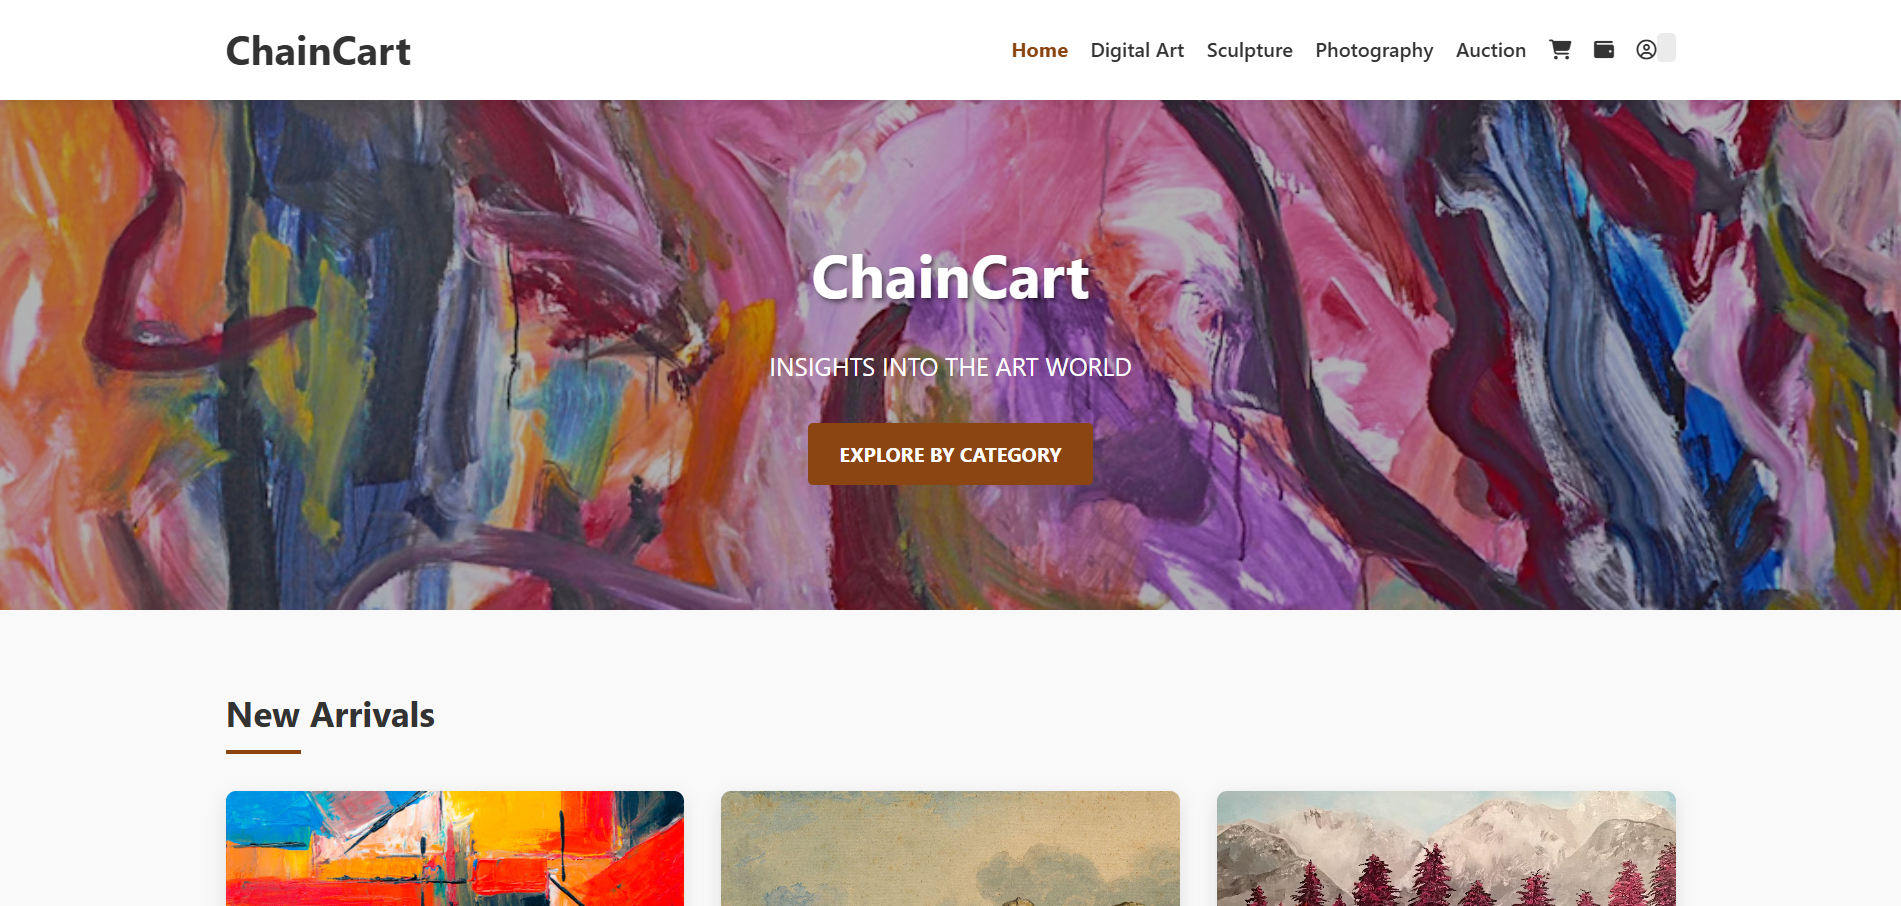 ChainCart
Home Digital Art Sculpture Photography Auction
ChainCart
INSIGHTS INTO THE ART WORLD
EXPLORE BY CATEGORY
New Arrivals